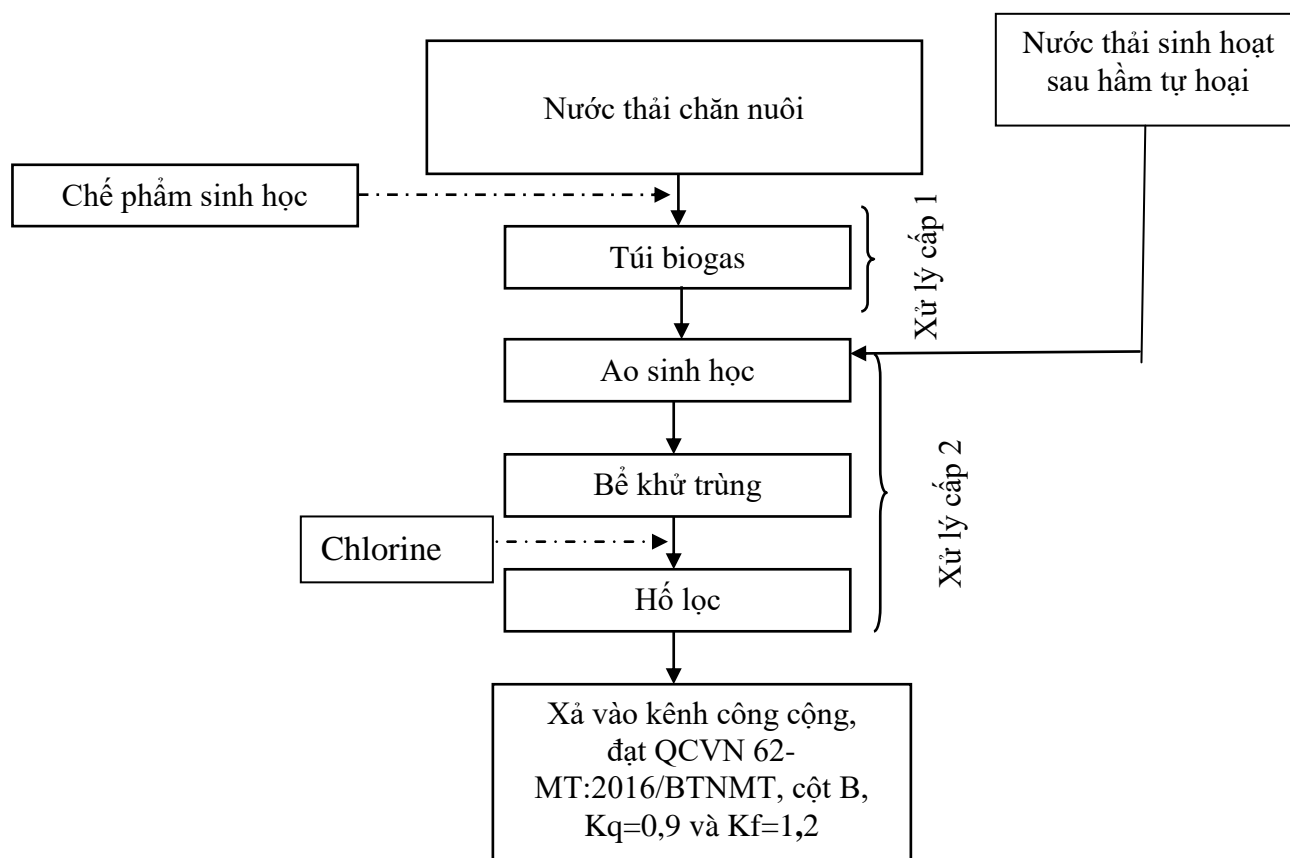 Nước thải chăn nuôi
Nước thải sinh hoạt
sau hầm tự hoại
Chế phẩm sinh học
Túi biogas
Xử lý cấp 1
Ao sinh học
Bể khử trùng
Xử lý cấp 2
Chlorine
Hố lọc
Xả vào kênh công cộng,
đạt QCVN 62-
MT:2016/BTNMT, cột B,
Kq=0,9 và Kf=1,2